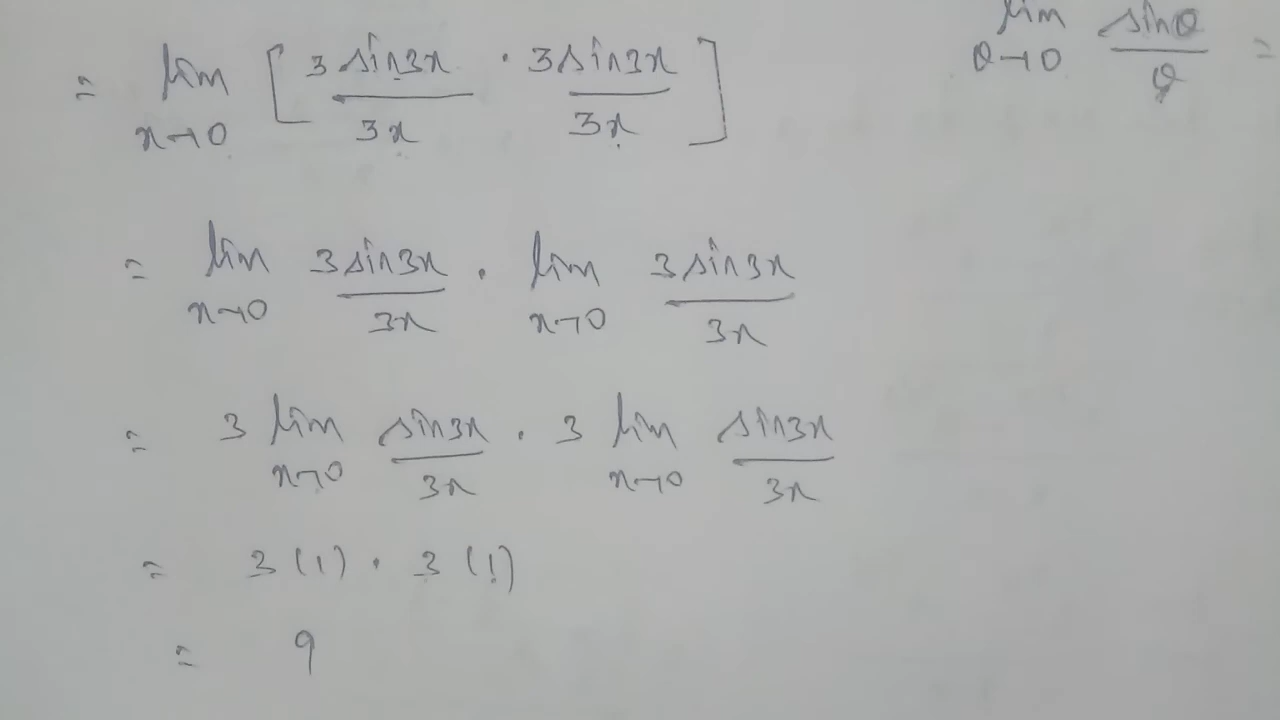 = lim x→0 [ 3 sin3x / 3x · 3 sin3x / 3x ]
lim θ→0 sinθ / θ =
= lim x→0 3 sin3x / 3x · lim x→0 3 sin3x / 3x
= 3 lim x→0 sin3x / 3x · 3 lim x→0 sin3x / 3x
= 3 (1) · 3 (1)
= 9